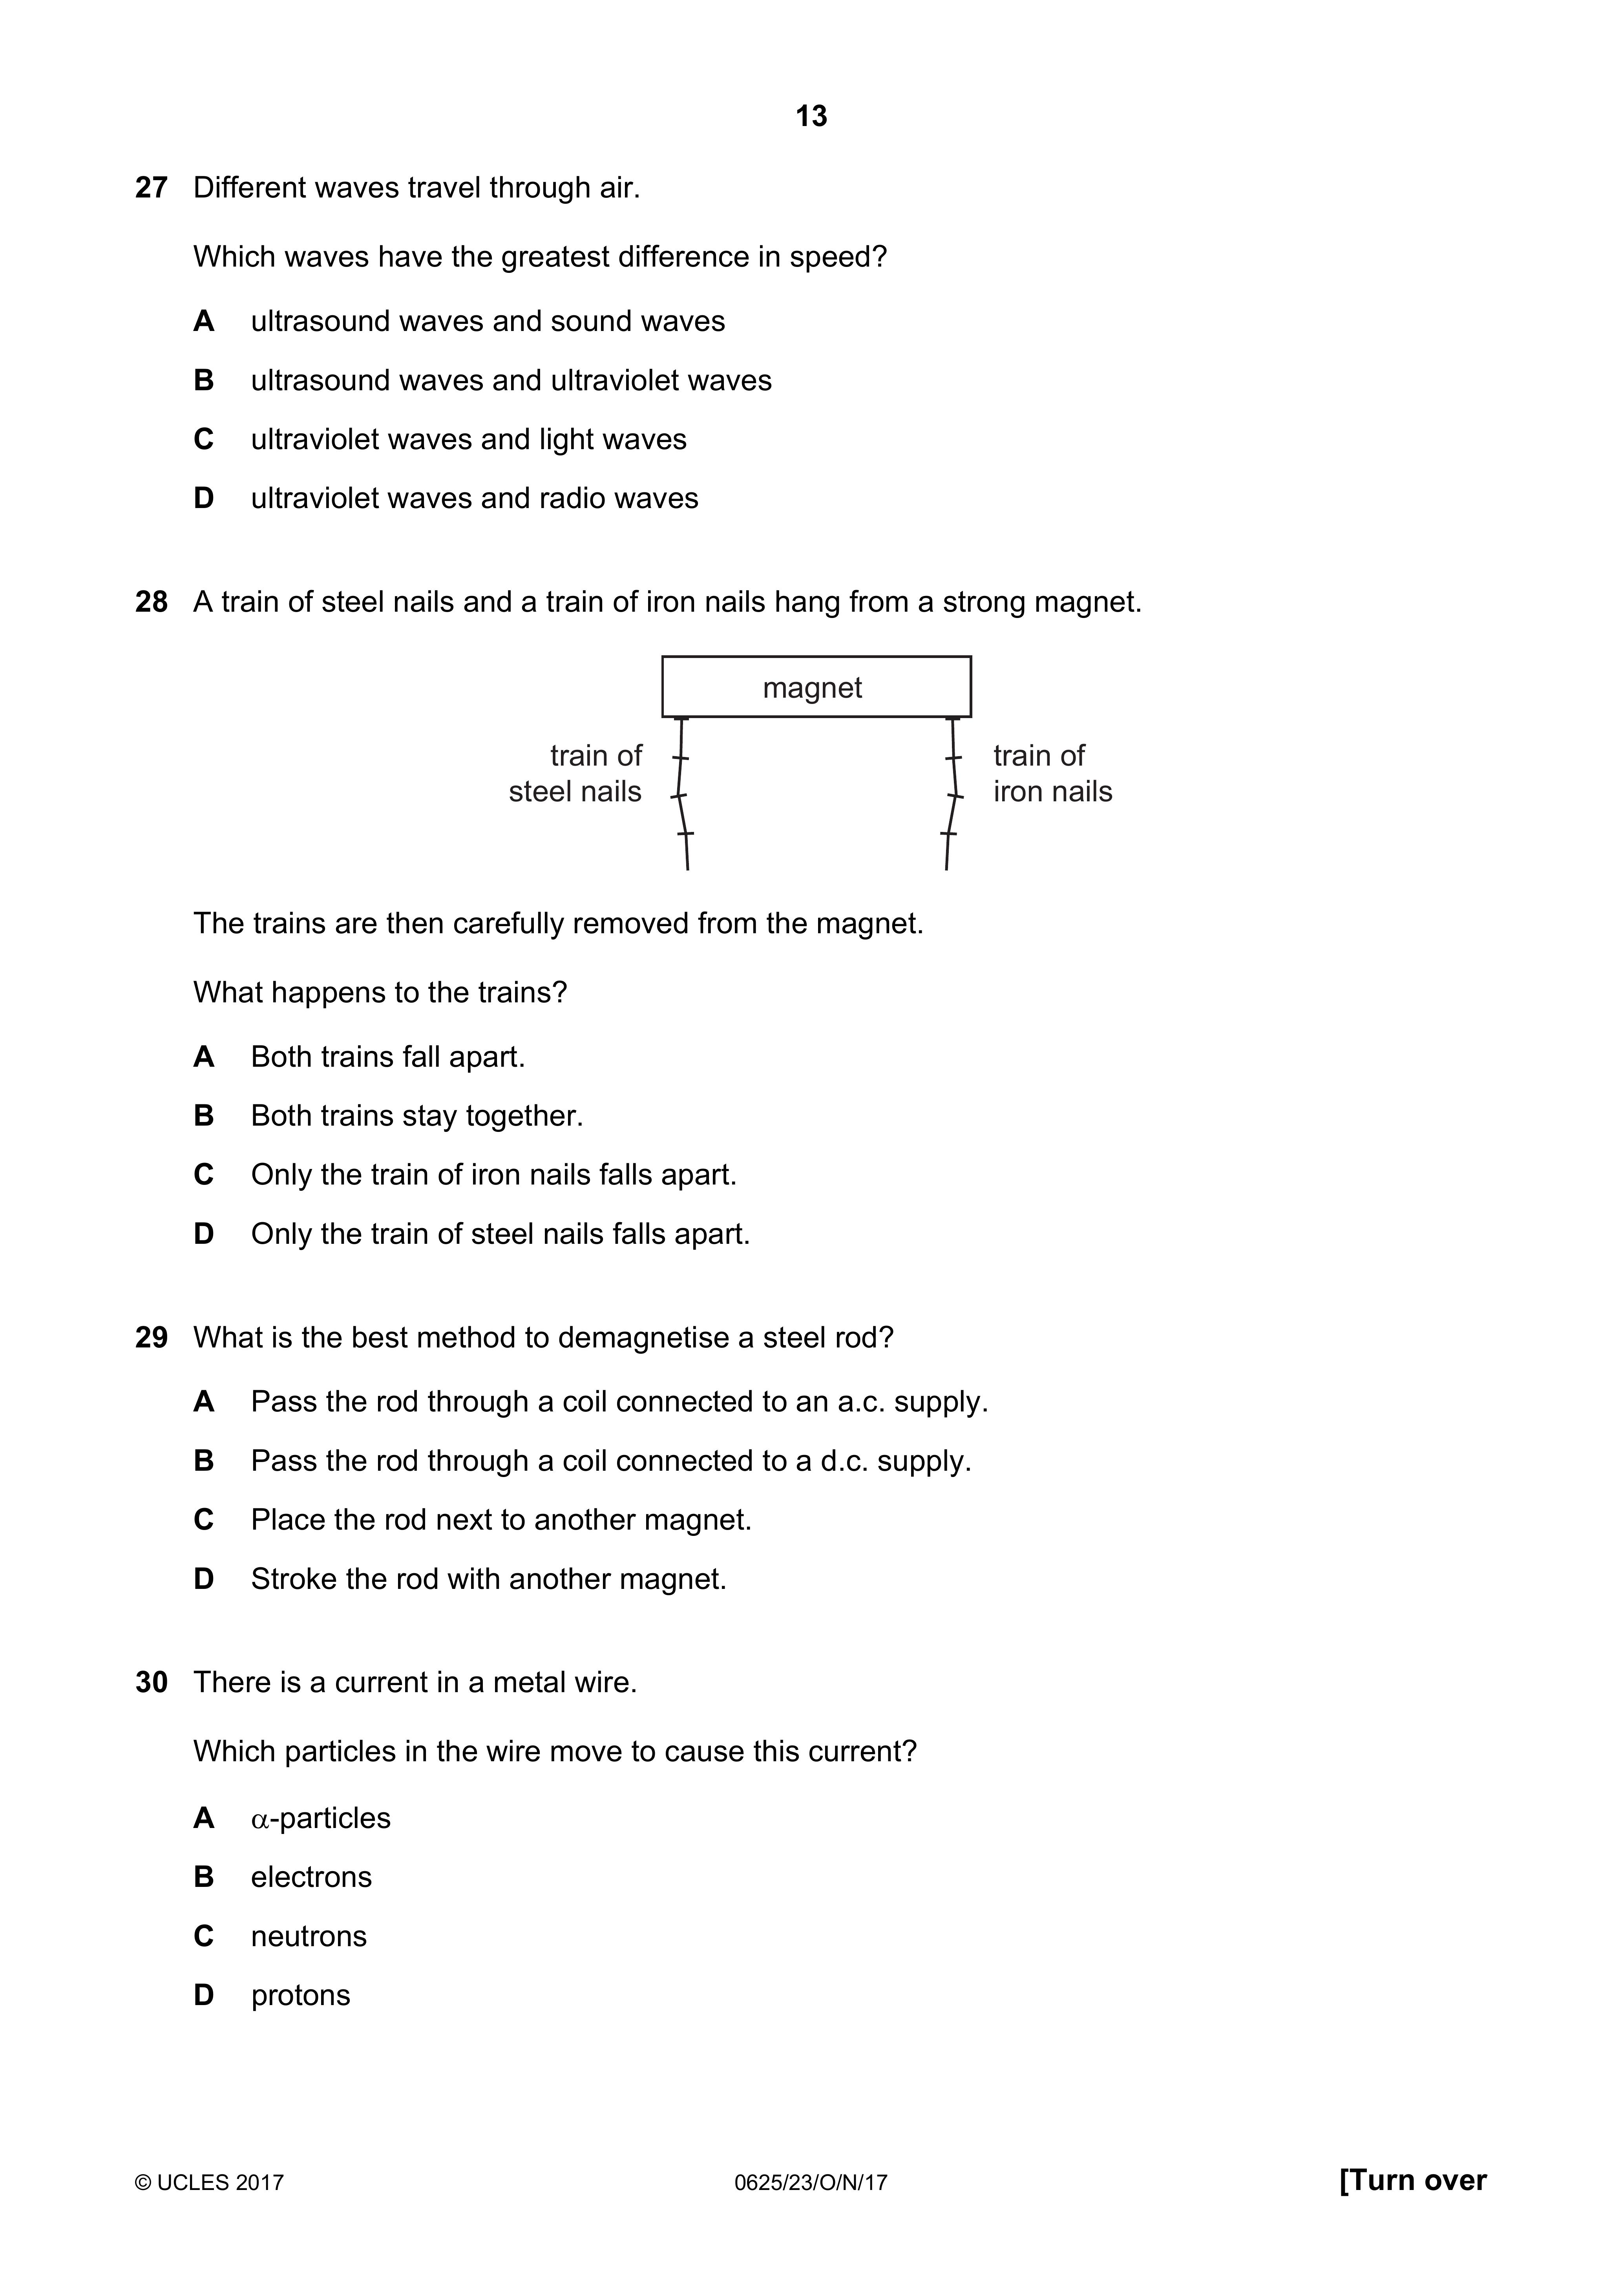 13
27 Different waves travel through air.
Which waves have the greatest difference in speed?
A ultrasound waves and sound waves
B ultrasound waves and ultraviolet waves
C ultraviolet waves and light waves
D ultraviolet waves and radio waves
28 A train of steel nails and a train of iron nails hang from a strong magnet.
magnet
train of
steel nails
train of
iron nails
The trains are then carefully removed from the magnet.
What happens to the trains?
A Both trains fall apart.
B Both trains stay together.
C Only the train of iron nails falls apart.
D Only the train of steel nails falls apart.
29 What is the best method to demagnetise a steel rod?
A Pass the rod through a coil connected to an a.c. supply.
B Pass the rod through a coil connected to a d.c. supply.
C Place the rod next to another magnet.
D Stroke the rod with another magnet.
30 There is a current in a metal wire.
Which particles in the wire move to cause this current?
A α-particles
B electrons
C neutrons
D protons
© UCLES 2017 0625/23/O/N/17 [Turn over